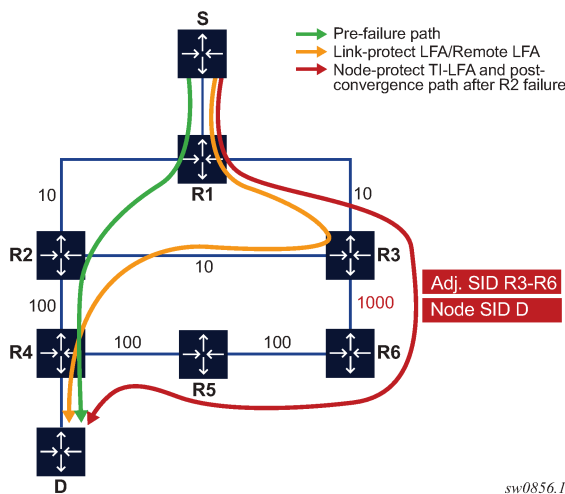 S
Pre-failure path
Link-protect LFA/Remote LFA
Node-protect TI-LFA and post-
convergence path after R2 failure
R1
10
10
R2
10
R3
Adj. SID R3-R6
Node SID D
100
1000
R4
100
100
R6
R5
D
sw0856.1